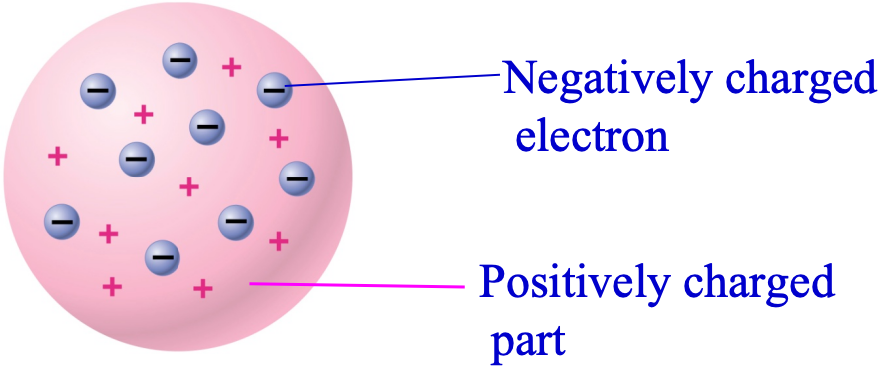 Negatively charged
electron
Positively charged
part